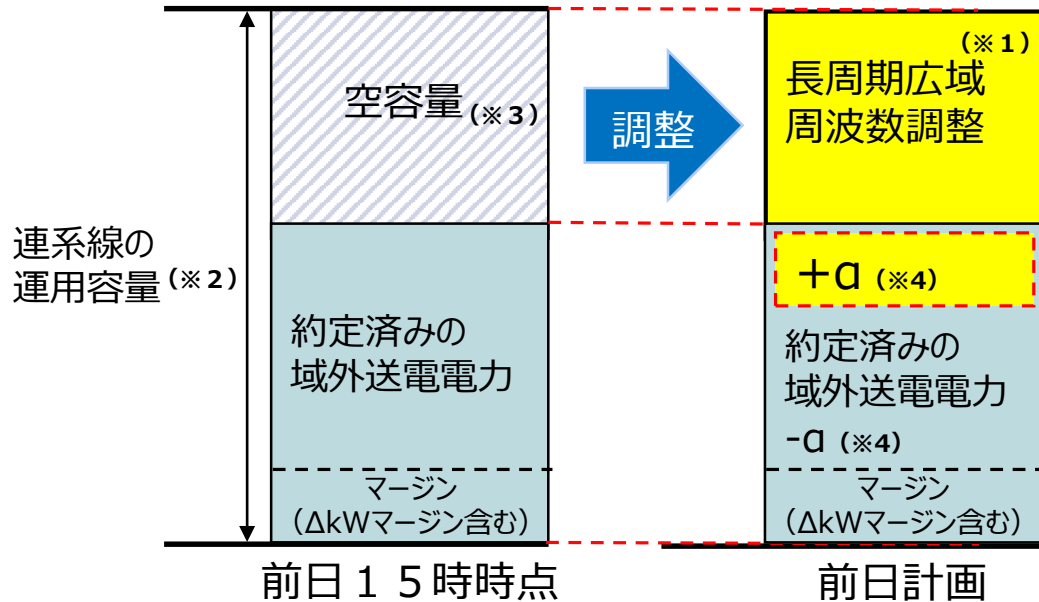 連系線の
運用容量(※2)
空容量(※3)
約定済みの
域外送電電力
マージン
(ΔkWマージン含む)
前日15時時点
調整
(※1)
長周期広域
周波数調整
+α(※4)
約定済みの
域外送電電力
-α(※4)
マージン
(ΔkWマージン含む)
前日計画